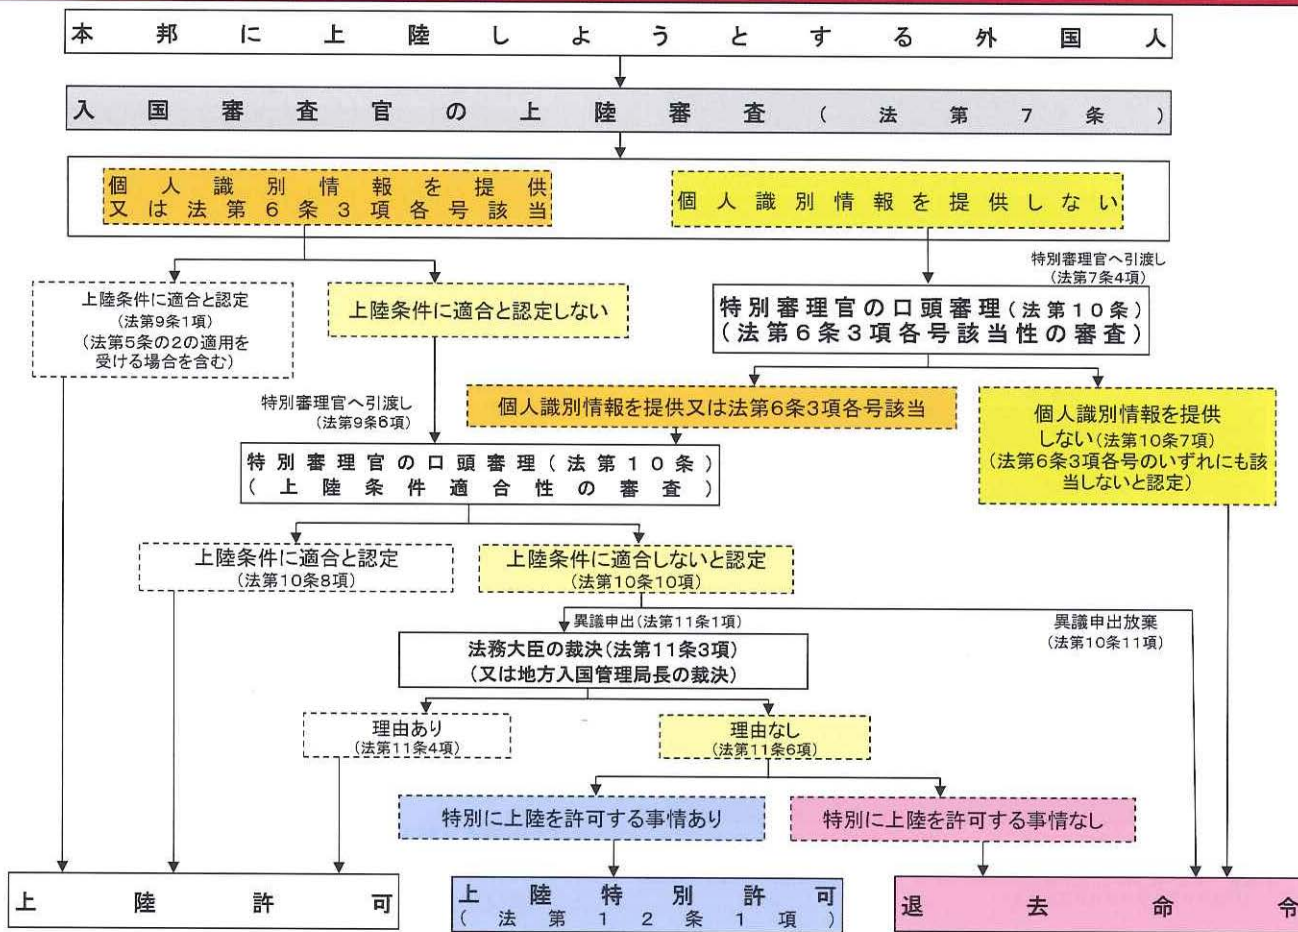 本邦に上陸しようとする外国人
入国審査官の上陸審査(法第7条)
個人識別情報を提供
又は法第6条3項各号該当
個人識別情報を提供しない
特別審理官へ引渡し
(法第7条4項)
上陸条件に適合と認定
(法第9条1項)
(法第5条の2の適用を
受ける場合を含む)
上陸条件に適合と認定しない
特別審理官の口頭審理(法第10条)
(法第6条3項各号該当性の審査)
特別審理官へ引渡し
(法第9条6項)
個人識別情報を提供又は法第6条3項各号該当
個人識別情報を提供
しない(法第10条7項)
(法第6条3項各号のいずれにも該
当しないと認定)
特別審理官の口頭審理(法第10条)
(上陸条件適合性の審査)
上陸条件に適合と認定
(法第10条8項)
上陸条件に適合しないと認定
(法第10条10項)
異議申出(法第11条1項)
異議申出放棄
(法第10条11項)
法務大臣の裁決(法第11条3項)
(又は地方入国管理局長の裁決)
理由あり
(法第11条4項)
理由なし
(法第11条6項)
特別に上陸を許可する事情あり
特別に上陸を許可する事情なし
上陸許可
上陸特別許可
(法第12条1項)
退去命令